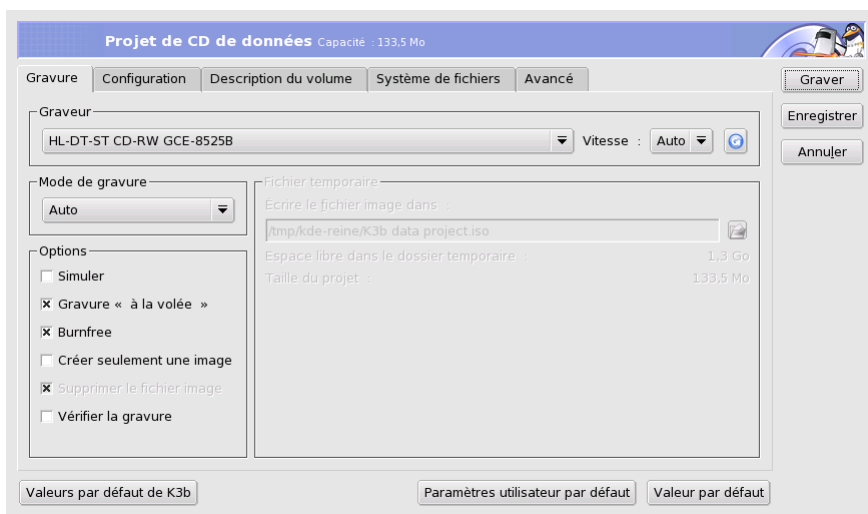 Projet de CD de données Capacité : 133,5 Mo
Gravure Configuration Description du volume Système de fichiers Avancé
Graver
Enregistrer
Annuler
Graveur
HL-DT-ST CD-RW GCE-8525B Vitesse : Auto
Mode de gravure
Auto
Fichier temporaire
Écrire le fichier image dans :
/tmp/kde-reine/K3b data project iso
Espace libre dans le dossier temporaire : 1,3 Go
Taille du projet : 133,5 Mo
Options
Simuler
Gravure « à la volée »
Burnfree
Créer seulement une image
Supprimer le fichier image
Vérifier la gravure
Valeurs par défaut de K3b Paramètres utilisateur par défaut Valeur par défaut